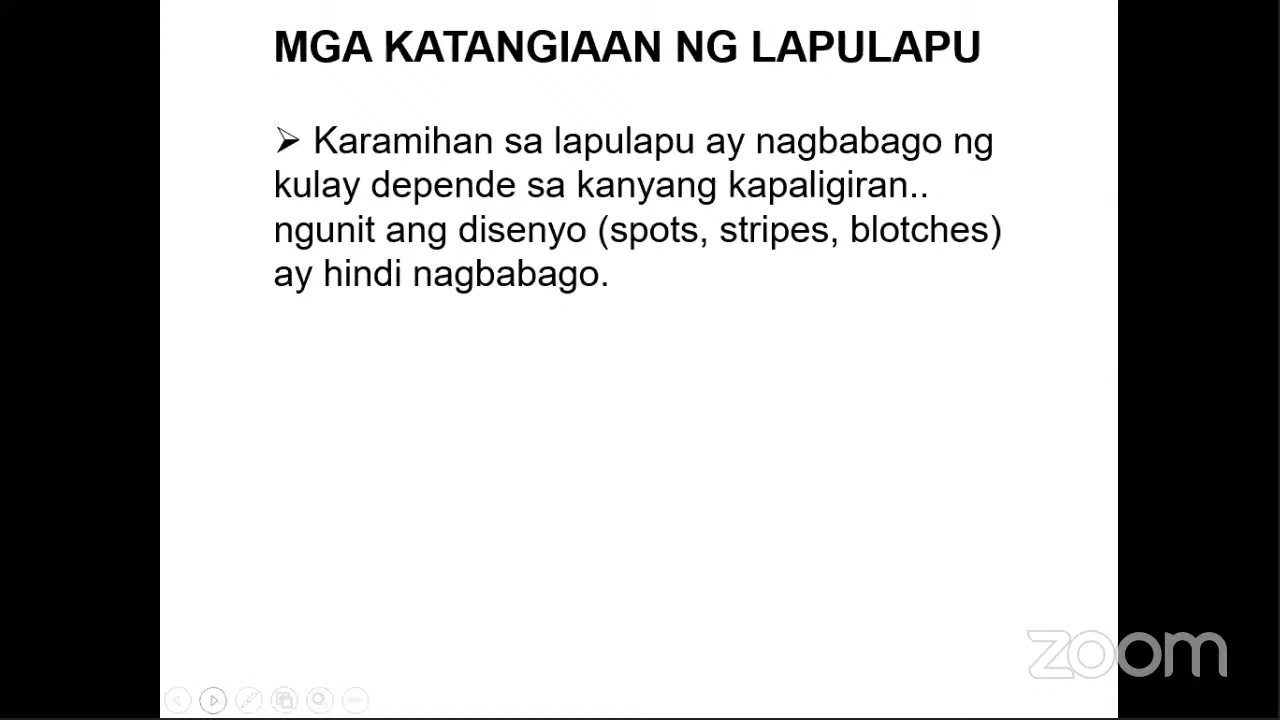 MGA KATANGIAAN NG LAPULAPU
➢ Karamihan sa lapulapu ay nagbabago ng
kulay depende sa kanyang kapaligiran..
ngunit ang disenyo (spots, stripes, blotches)
ay hindi nagbabago.
zoom